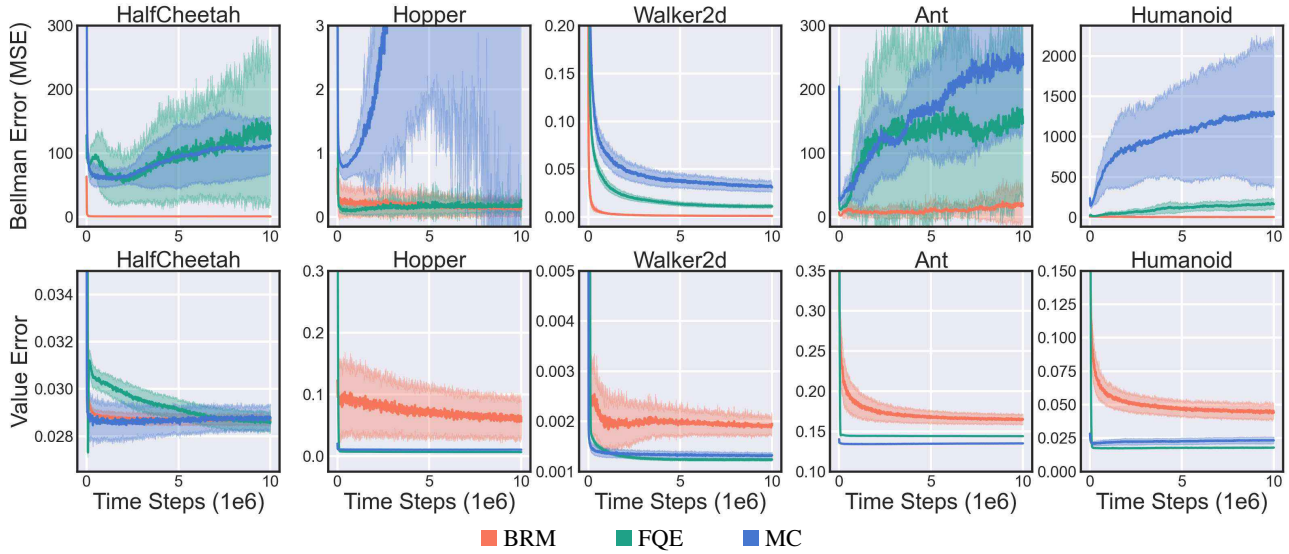 HalfCheetah Hopper Walker2d Ant Humanoid
Bellman Error (MSE)
300 200 100 0
3 2 1 0
0.20 0.15 0.10 0.05 0.00
300 200 100 0
2000 1500 1000 500 0
0 5 10 0 5 10 0 5 10 0 5 10 0 5 10
HalfCheetah Hopper Walker2d Ant Humanoid
Value Error
0.034 0.032 0.030 0.028
0.3 0.2 0.1 0.0
0.005 0.004 0.003 0.002 0.001
0.35 0.30 0.25 0.20 0.15 0.10
0.150 0.125 0.100 0.075 0.050 0.025 0.000
0 5 10 0 5 10 0 5 10 0 5 10 0 5 10
Time Steps (1e6) Time Steps (1e6) Time Steps (1e6) Time Steps (1e6) Time Steps (1e6)
BRM FQE MC